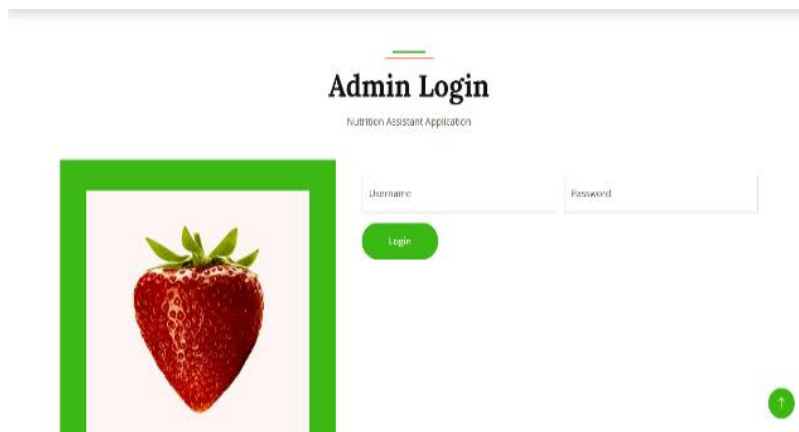 Admin Login
Nutrition Assistant Application
Username
Password
Login